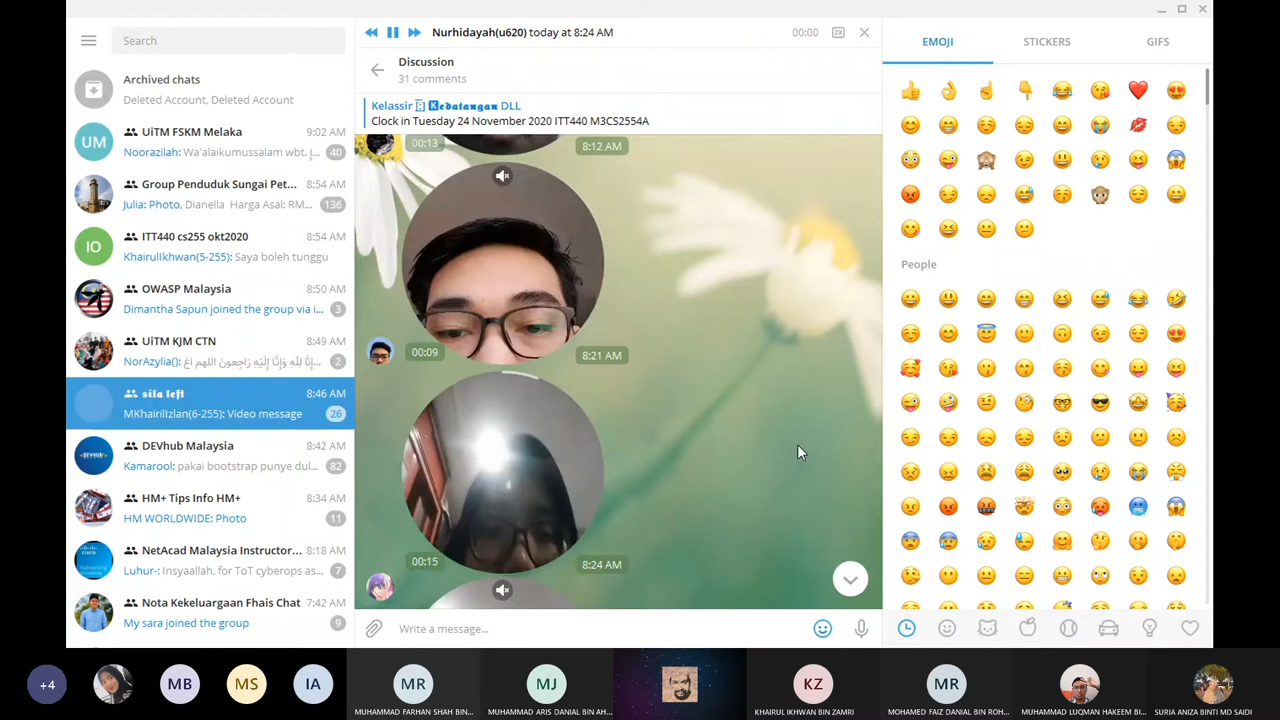 Search
Archived chats
Deleted Account, Deleted Account
UM
UiTM FSKM Melaka
9:02 AM
Noorazilah: Wa'alaikumussalam wbt. j...
40
Group Penduduk Sungai Pet...
8:54 AM
Julia: Photo, Dianella Harga Asal: RM...
136
IO
ITT440 cs255 okt2020
8:54 AM
KhairulIkhwan(5-255): Saya boleh tunggu
OWASP Malaysia
8:50 AM
Dimantha Sapun joined the group via i...
3
UiTM KJM CTN
8:49 AM
NorAzylia(): إِنَّا لِلّهِ وَإِنَّا إِلَيْهِ رَاجِعونَ اللهم اغ...
2
𝖘𝖎𝖑𝖆 𝖑𝖊𝖋𝖙
8:46 AM
MKhairilIzlan(6-255): Video message
26
DEVhub Malaysia
8:42 AM
Kamarool: pakai bootstrap punye dul...
82
HM+ Tips Info HM+
8:34 AM
HM WORLDWIDE: Photo
11
NetAcad Malaysia Instructor...
8:18 AM
Luhur-: Insyaallah, for ToT cyberops as...
7
Nota Kekeluargaan Fhais Chat
7:42 AM
My sara joined the group
9
Nurhidayah(u620) today at 8:24 AM
00:00
2X
Discussion
31 comments
Kelassir 𝕶𝖊𝖉𝖆𝖙𝖆𝖓𝖌𝖆𝖓 DLL
Clock in Tuesday 24 November 2020 ITT440 M3CS2554A
00:13
8:12 AM
00:09
8:21 AM
00:15
8:24 AM
Write a message...
EMOJI
STICKERS
GIFS
People
+4
MB
MS
IA
MR
MUHAMMAD FARHAN SHAH BIN...
MJ
MUHAMMAD ARIS DANIAL BIN AH...
KZ
KHAIRUL IKHWAN BIN ZAMRI
MR
MOHAMED FAIZ DANIAL BIN ROH...
MUHAMMAD LUQMAN HAKEEM BI...
SURIA ANIZA BINTI MD SAIDI